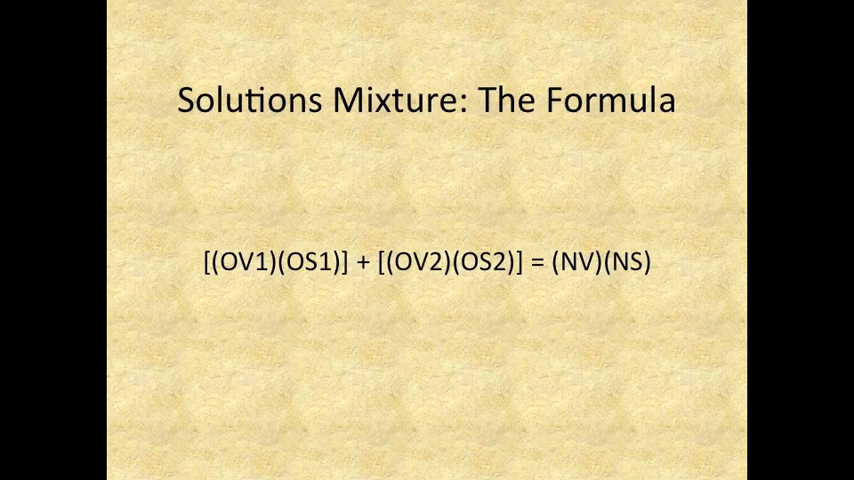 Solutions Mixture: The Formula
[(OV1)(OS1)] + [(OV2)(OS2)] = (NV)(NS)